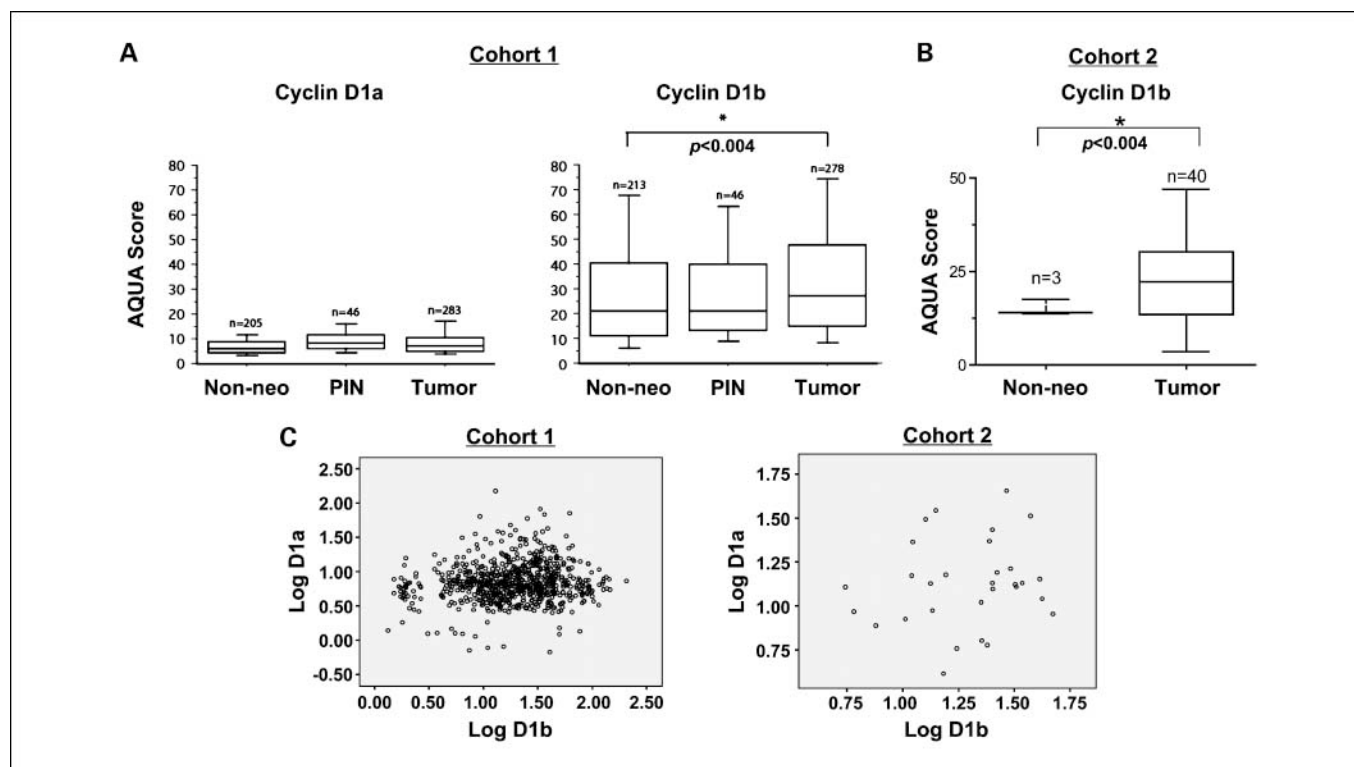 A
Cohort 1
Cyclin D1a
Cyclin D1b
*
p<0.004
AQUA Score
80
70
60
50
40
30
20
10
0
n=205
n=46
n=283
Non-neo PIN Tumor
80
70
60
50
40
30
20
10
0
n=213
n=46
n=278
Non-neo PIN Tumor
B
Cohort 2
Cyclin D1b
*
p<0.004
AQUA Score
50
25
0
n=3
n=40
Non-neo Tumor
C
Cohort 1
Log D1a
2.50
2.00
1.50
1.00
0.50
0.00
-0.50
0.00 0.50 1.00 1.50 2.00 2.50
Log D1b
Cohort 2
Log D1a
1.75
1.50
1.25
1.00
0.75
0.75 1.00 1.25 1.50 1.75
Log D1b